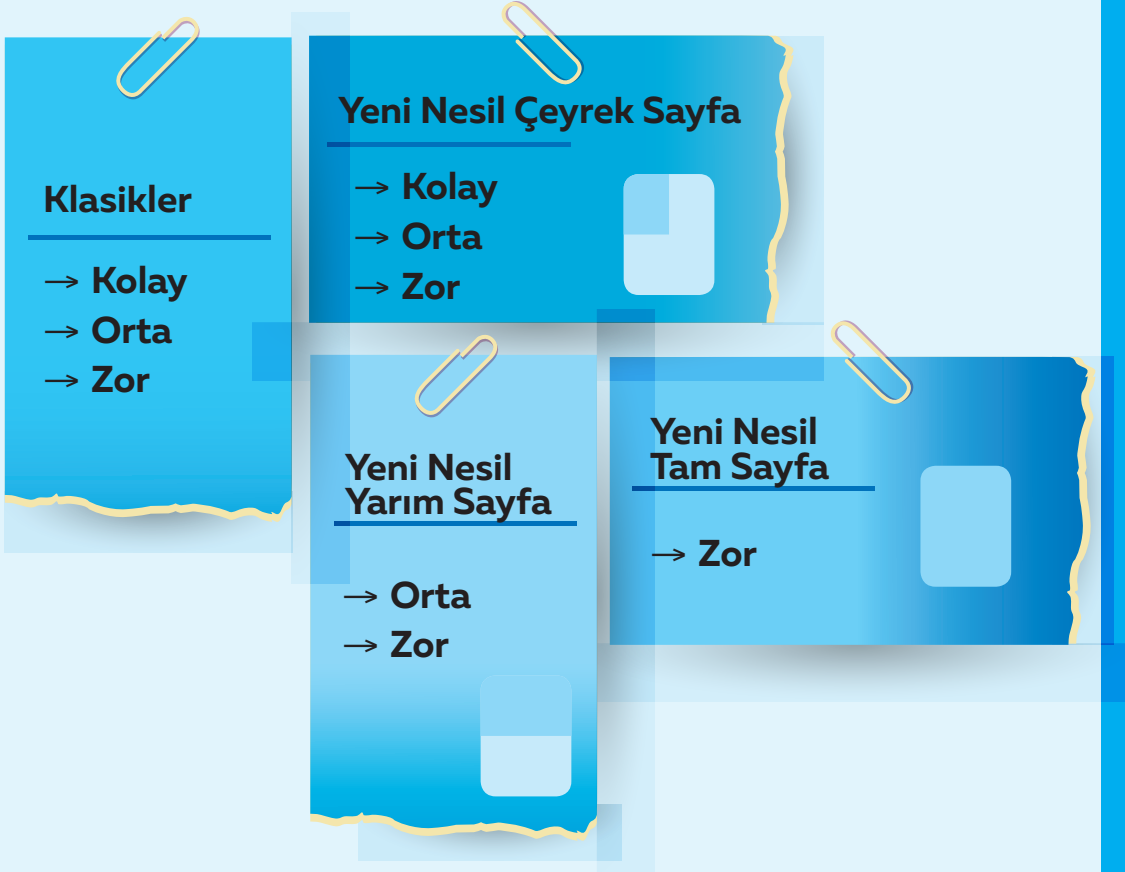 Klasikler
→ Kolay
→ Orta
→ Zor
Yeni Nesil Çeyrek Sayfa
→ Kolay
→ Orta
→ Zor
Yeni Nesil
Yarım Sayfa
→ Orta
→ Zor
Yeni Nesil
Tam Sayfa
→ Zor